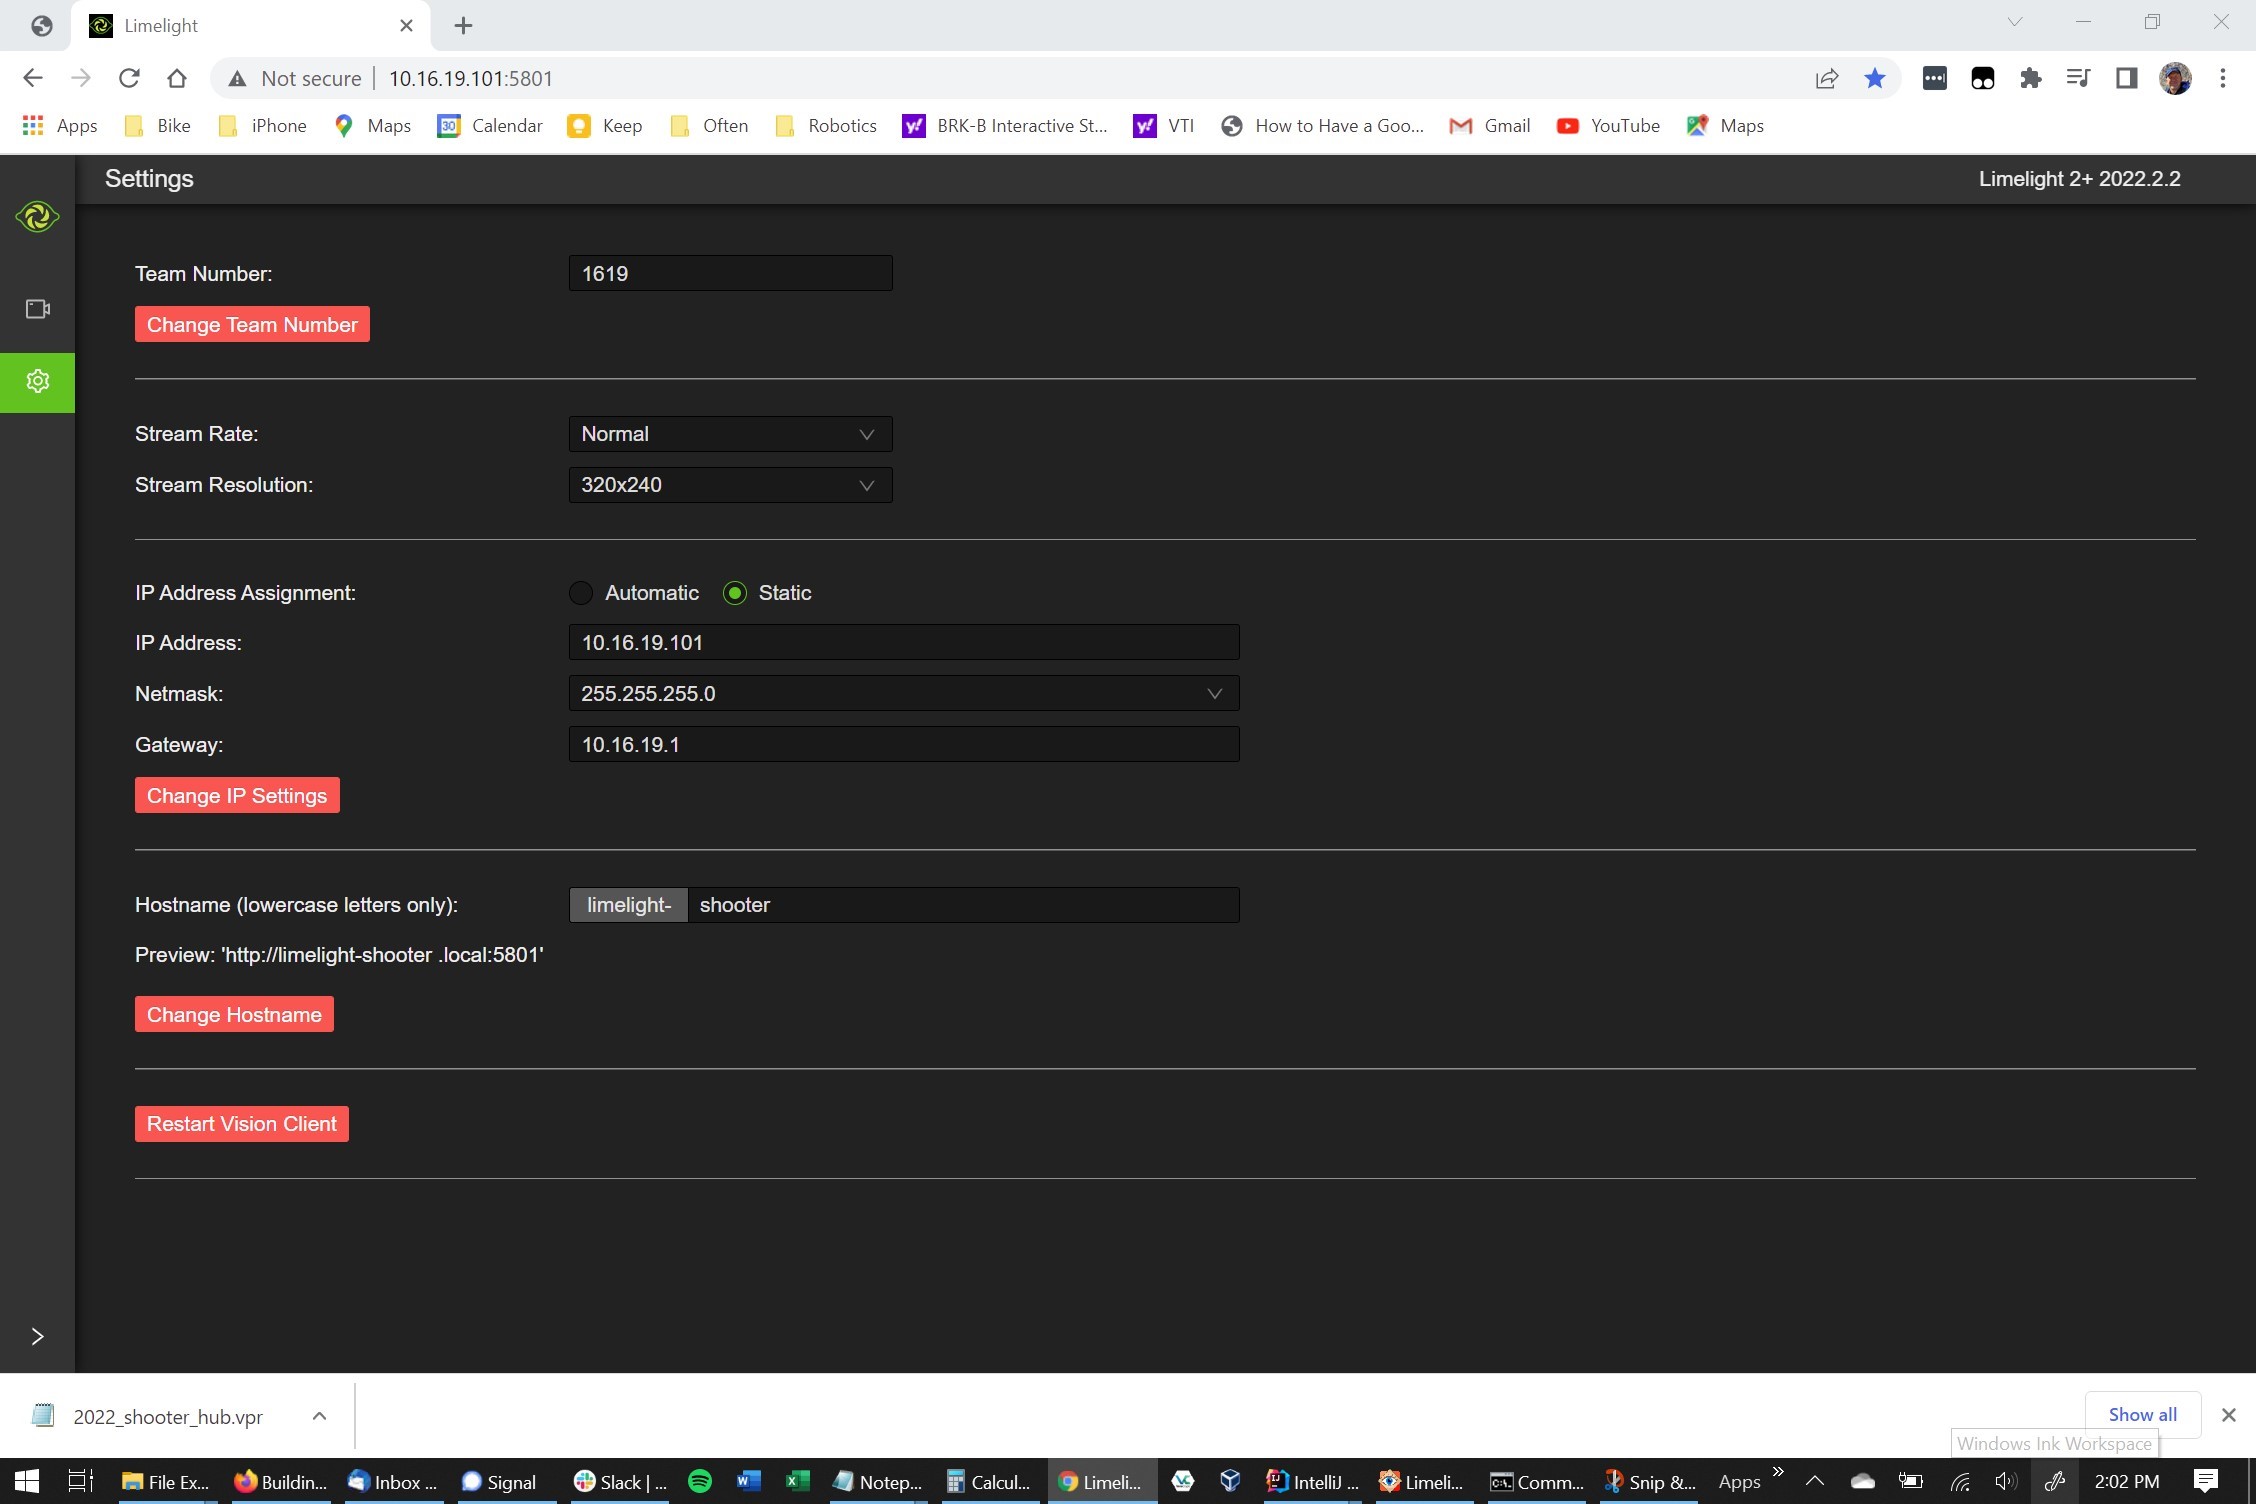 Limelight
Not secure 10.16.19.101:5801
Apps Bike iPhone Maps 30 Calendar Keep Often Robotics y! BRK-B Interactive St... y! VTI How to Have a Goo... Gmail YouTube Maps
Settings Limelight 2+ 2022.2.2
Team Number: 1619
Change Team Number
Stream Rate: Normal
Stream Resolution: 320x240
IP Address Assignment: Automatic Static
IP Address: 10.16.19.101
Netmask: 255.255.255.0
Gateway: 10.16.19.1
Change IP Settings
Hostname (lowercase letters only): limelight- shooter
Preview: 'http://limelight-shooter .local:5801'
Change Hostname
Restart Vision Client
2022_shooter_hub.vpr Show all
Windows Ink Workspace
File Ex... Buildin... Inbox ... Signal Slack | ... Notep... Calcul... Limeli... IntelliJ ... Limeli... Comm... Snip &... Apps 2:02 PM